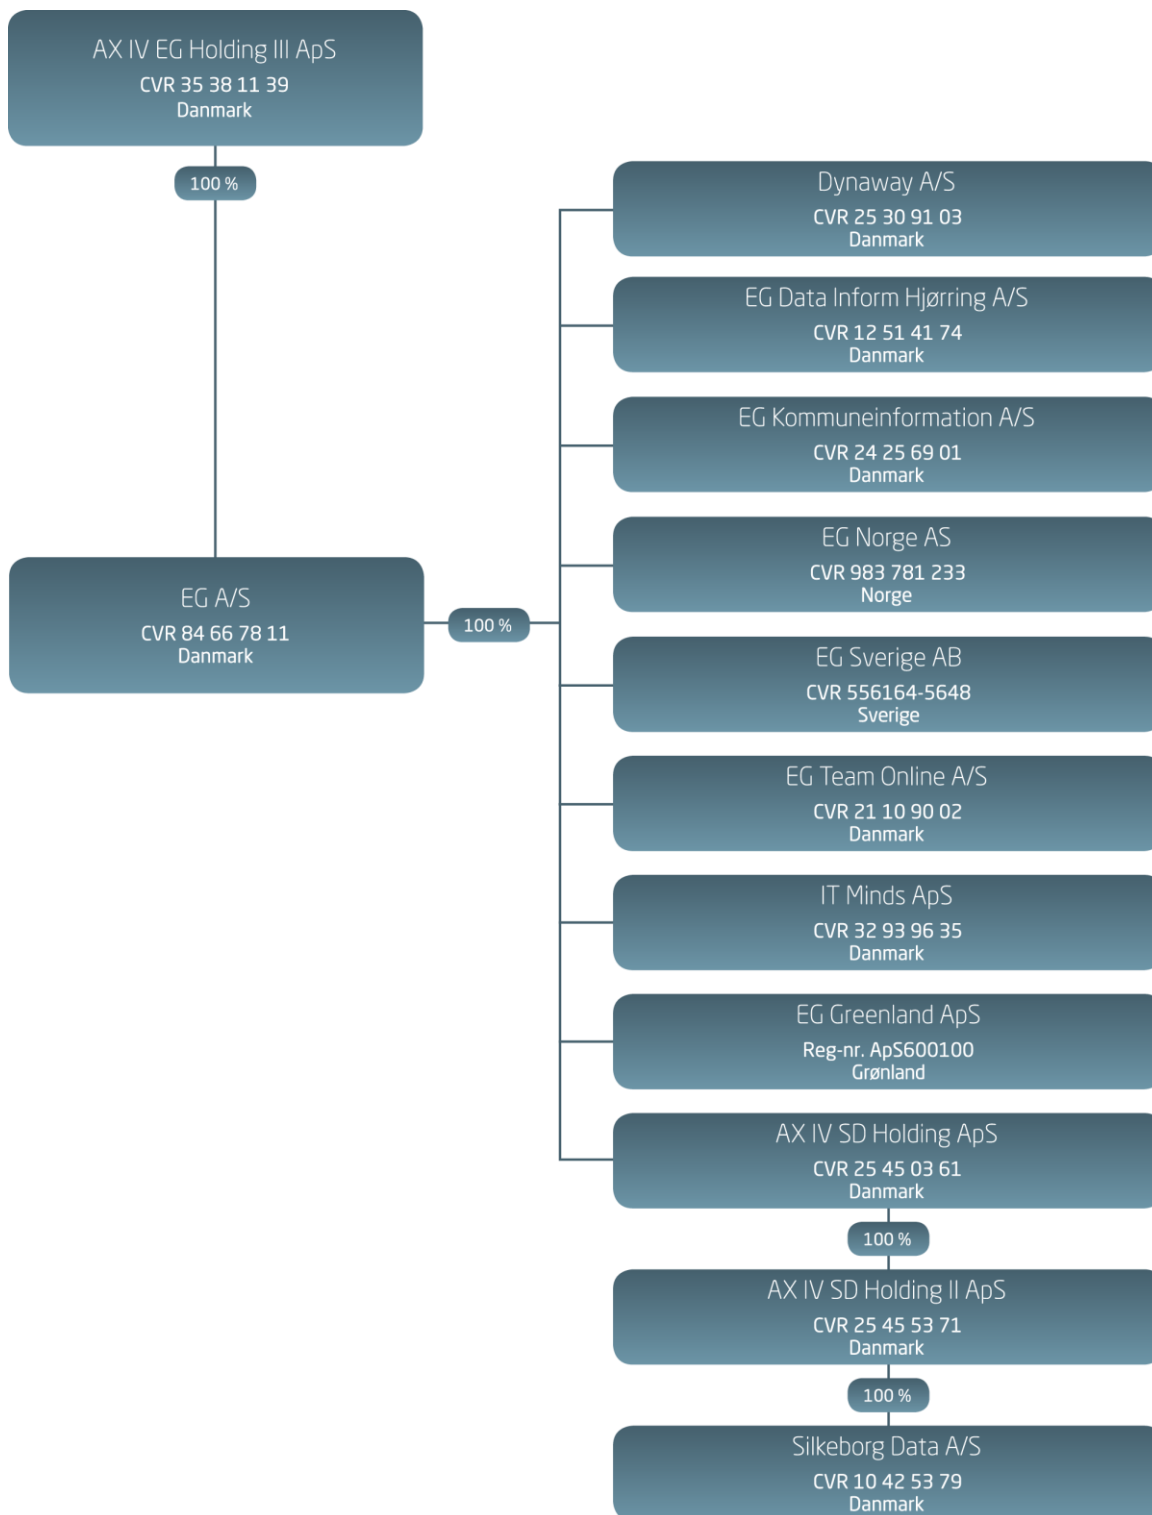 AX IV EG Holding III ApS
CVR 35 38 11 39
Danmark
100 %
EG A/S
CVR 84 66 78 11
Danmark
100 %
Dynaway A/S
CVR 25 30 91 03
Danmark
EG Data Inform Hjørring A/S
CVR 12 51 41 74
Danmark
EG Kommuneinformation A/S
CVR 24 25 69 01
Danmark
EG Norge AS
CVR 983 781 233
Norge
EG Sverige AB
CVR 556164-5648
Sverige
EG Team Online A/S
CVR 21 10 90 02
Danmark
IT Minds ApS
CVR 32 93 96 35
Danmark
EG Greenland ApS
Reg-nr. ApS600100
Grønland
AX IV SD Holding ApS
CVR 25 45 03 61
Danmark
100 %
AX IV SD Holding II ApS
CVR 25 45 53 71
Danmark
100 %
Silkeborg Data A/S
CVR 10 42 53 79
Danmark